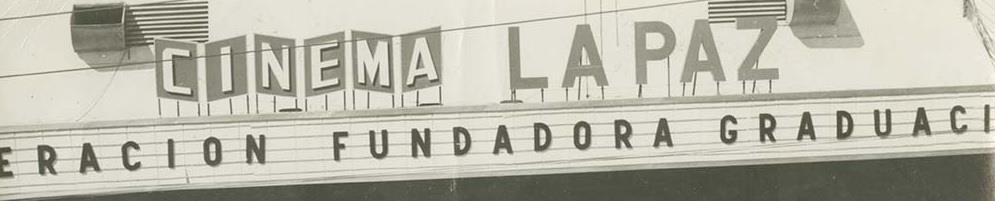 CINEMA LA PAZ
ERACION FUNDADORA GRADUACI